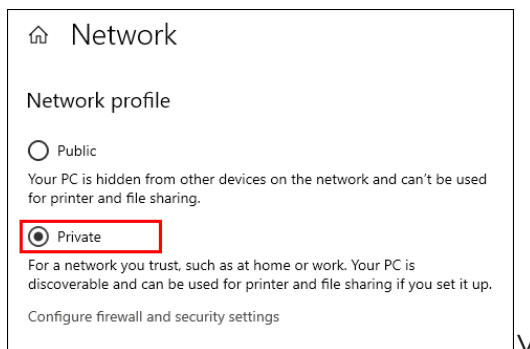 Network
Network profile
Public
Your PC is hidden from other devices on the network and can't be used
for printer and file sharing.
Private
For a network you trust, such as at home or work. Your PC is
discoverable and can be used for printer and file sharing if you set it up.
Configure firewall and security settings